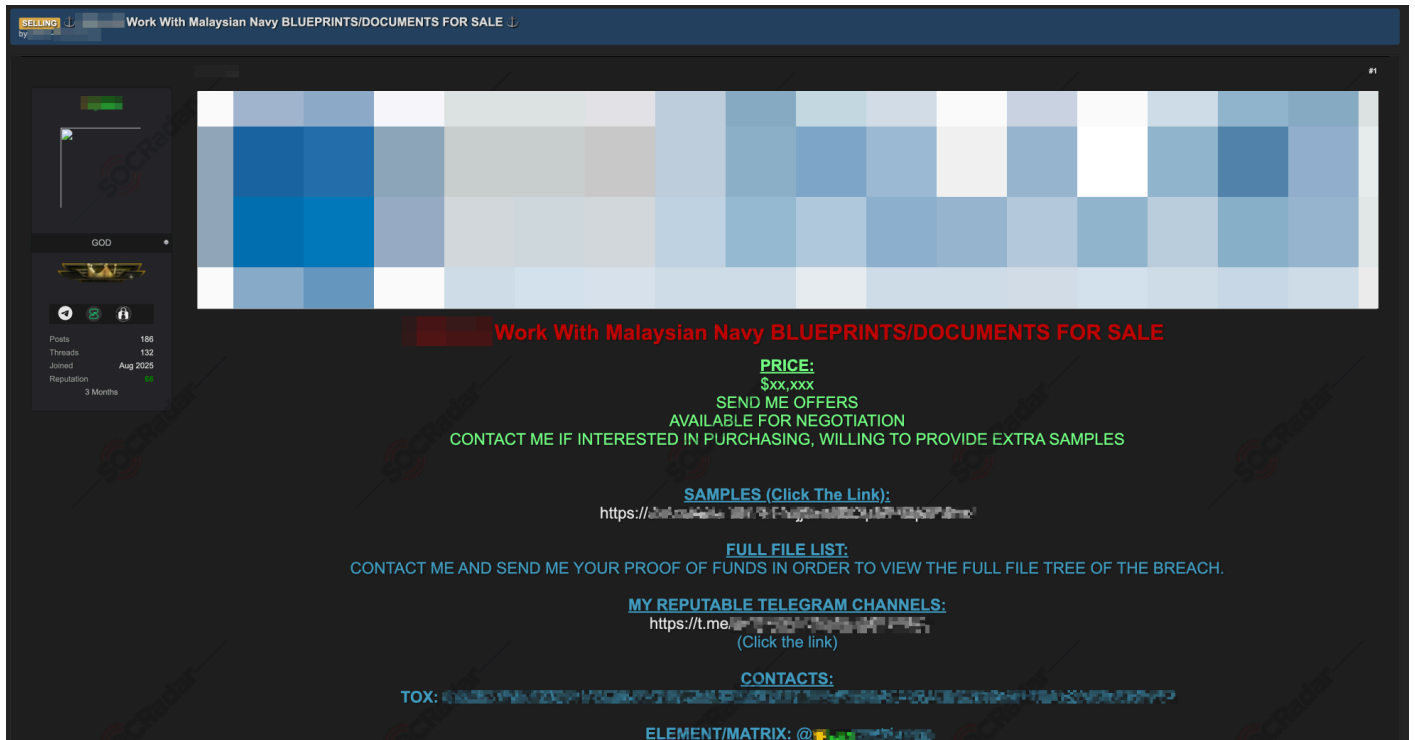 SELLING ⚓ Work With Malaysian Navy BLUEPRINTS/DOCUMENTS FOR SALE ⚓
by
#1
GOD
Posts 186
Threads 132
Joined Aug 2025
Reputation
3 Months
Work With Malaysian Navy BLUEPRINTS/DOCUMENTS FOR SALE
PRICE:
$xx,xxx
SEND ME OFFERS
AVAILABLE FOR NEGOTIATION
CONTACT ME IF INTERESTED IN PURCHASING, WILLING TO PROVIDE EXTRA SAMPLES
SAMPLES (Click The Link):
https://
FULL FILE LIST:
CONTACT ME AND SEND ME YOUR PROOF OF FUNDS IN ORDER TO VIEW THE FULL FILE TREE OF THE BREACH.
MY REPUTABLE TELEGRAM CHANNELS:
https://t.me/
(Click the link)
CONTACTS:
TOX:
ELEMENT/MATRIX: @
SOCRadar